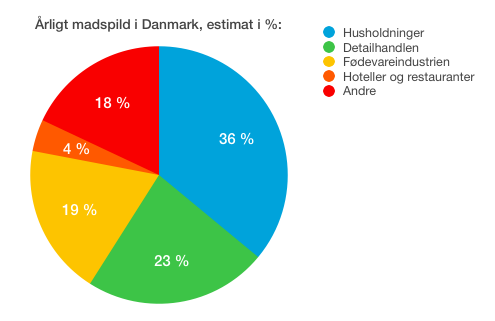 Årligt madspild i Danmark, estimat i %:
Husholdninger
Detailhandlen
Fødevareindustrien
Hoteller og restauranter
Andre
18 %
36 %
4 %
19 %
23 %